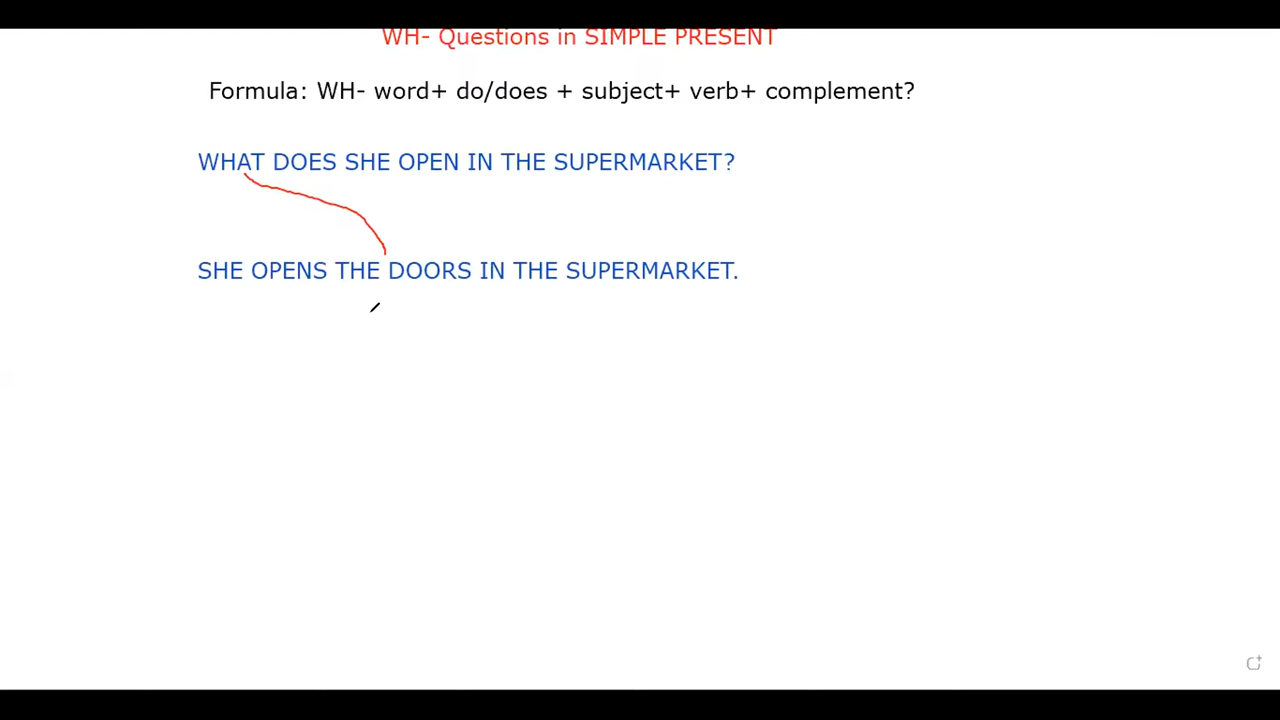 WH- Questions in SIMPLE PRESENT
Formula: WH- word+ do/does + subject+ verb+ complement?
WHAT DOES SHE OPEN IN THE SUPERMARKET?
SHE OPENS THE DOORS IN THE SUPERMARKET.